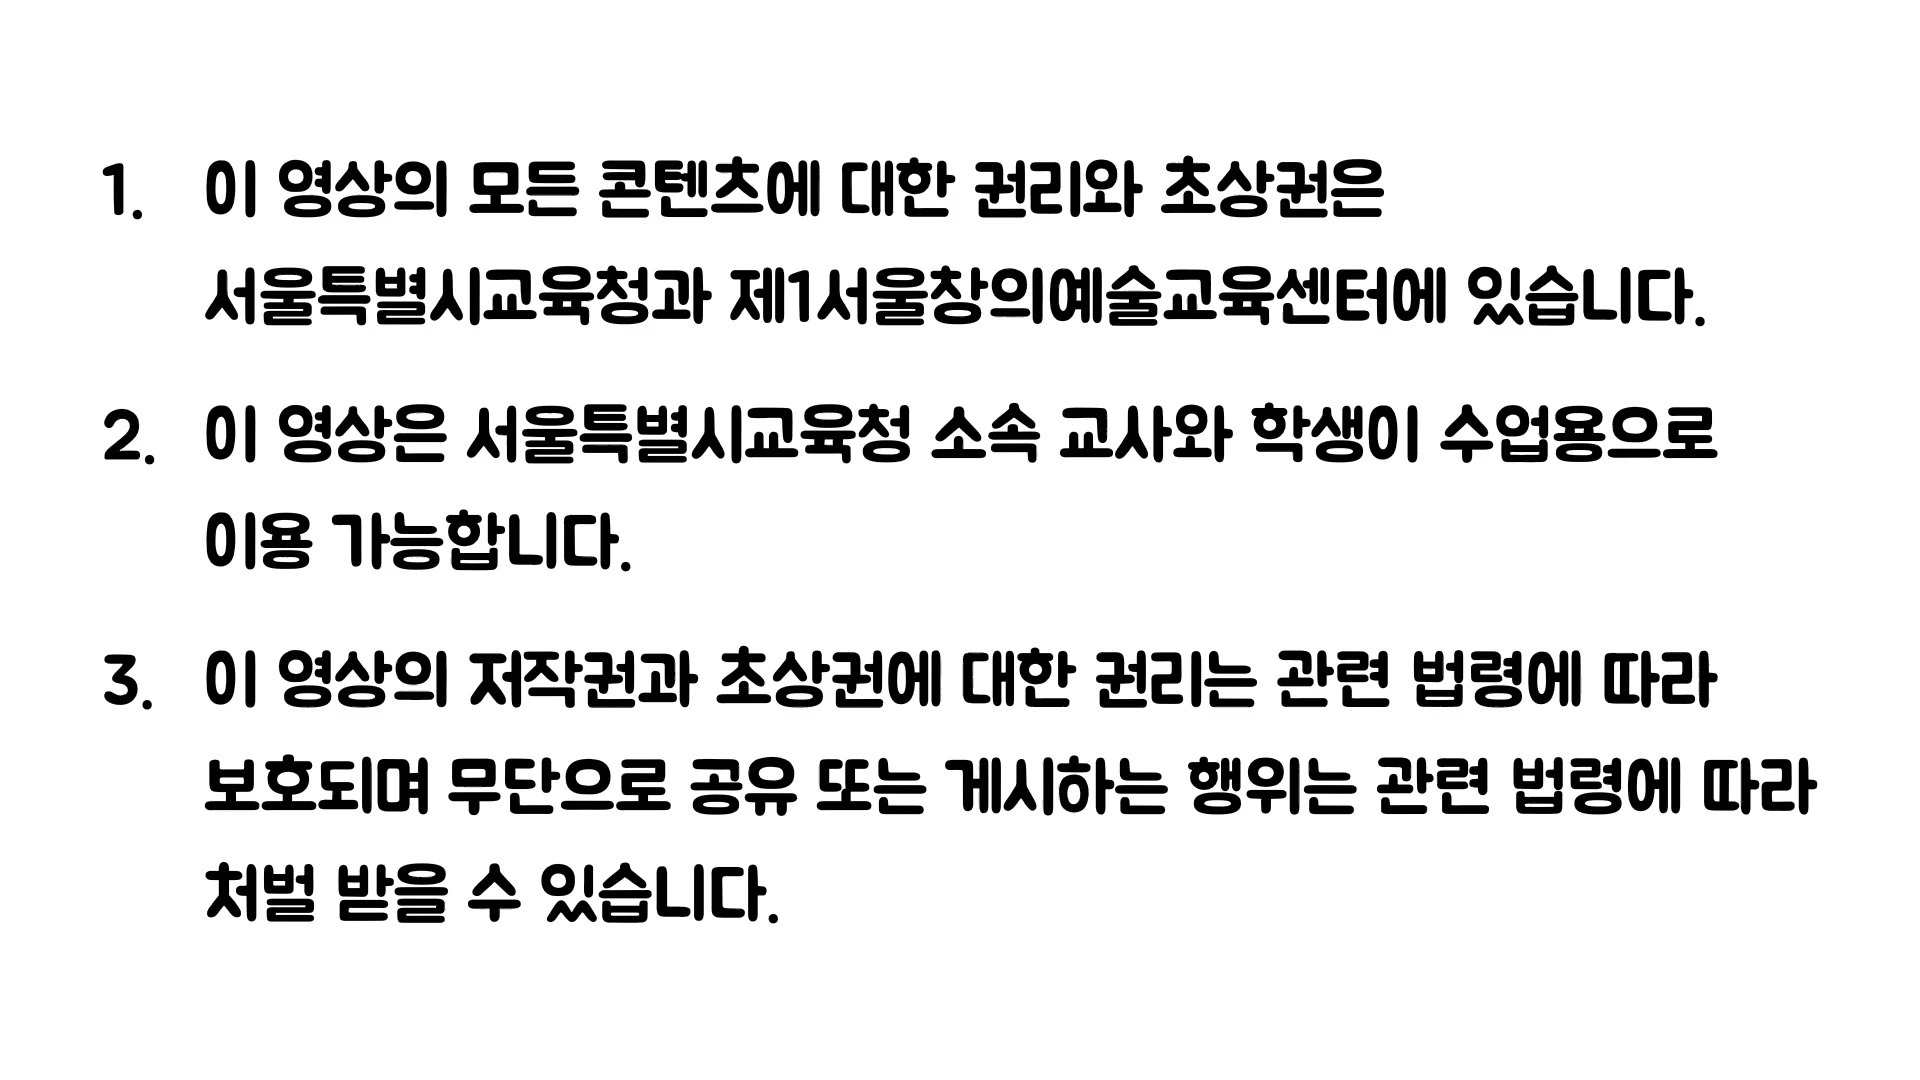 1. 이 영상의 모든 콘텐츠에 대한 권리와 초상권은
서울특별시교육청과 제1서울창의예술교육센터에 있습니다.
2. 이 영상은 서울특별시교육청 소속 교사와 학생이 수업용으로
이용 가능합니다.
3. 이 영상의 저작권과 초상권에 대한 권리는 관련 법령에 따라
보호되며 무단으로 공유 또는 게시하는 행위는 관련 법령에 따라
처벌 받을 수 있습니다.